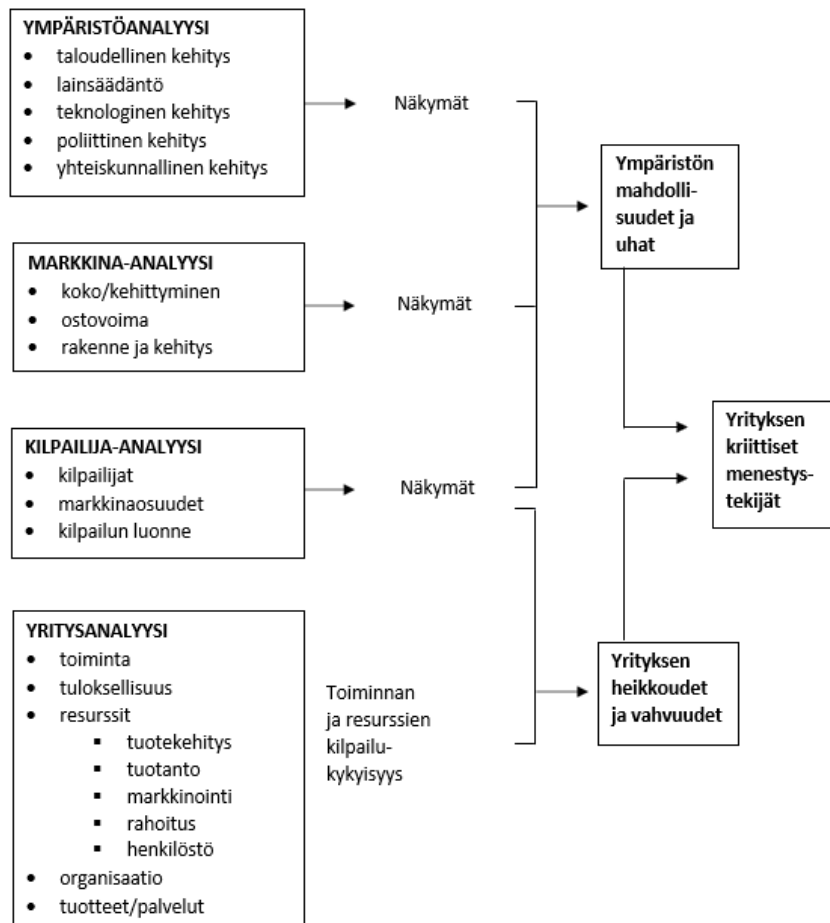 YMPÄRISTÖANALYYSI
• taloudellinen kehitys
• lainsäädäntö
• teknologinen kehitys
• poliittinen kehitys
• yhteiskunnallinen kehitys
Näkymät
Ympäristön
mahdolli-
suudet ja
uhat
MARKKINA-ANALYYSI
• koko/kehittyminen
• ostovoima
• rakenne ja kehitys
Näkymät
KILPAILIJA-ANALYYSI
• kilpailijat
• markkinaosuudet
• kilpailun luonne
Näkymät
Yrityksen
kriittiset
menestys-
tekijät
YRITYSANALYYSI
• toiminta
• tuloksellisuus
• resurssit
▪ tuotekehitys
▪ tuotanto
▪ markkinointi
▪ rahoitus
▪ henkilöstö
• organisaatio
• tuotteet/palvelut
Toiminnan
ja resurssien
kilpailu-
kykyisyys
Yrityksen
heikkoudet
ja vahvuudet